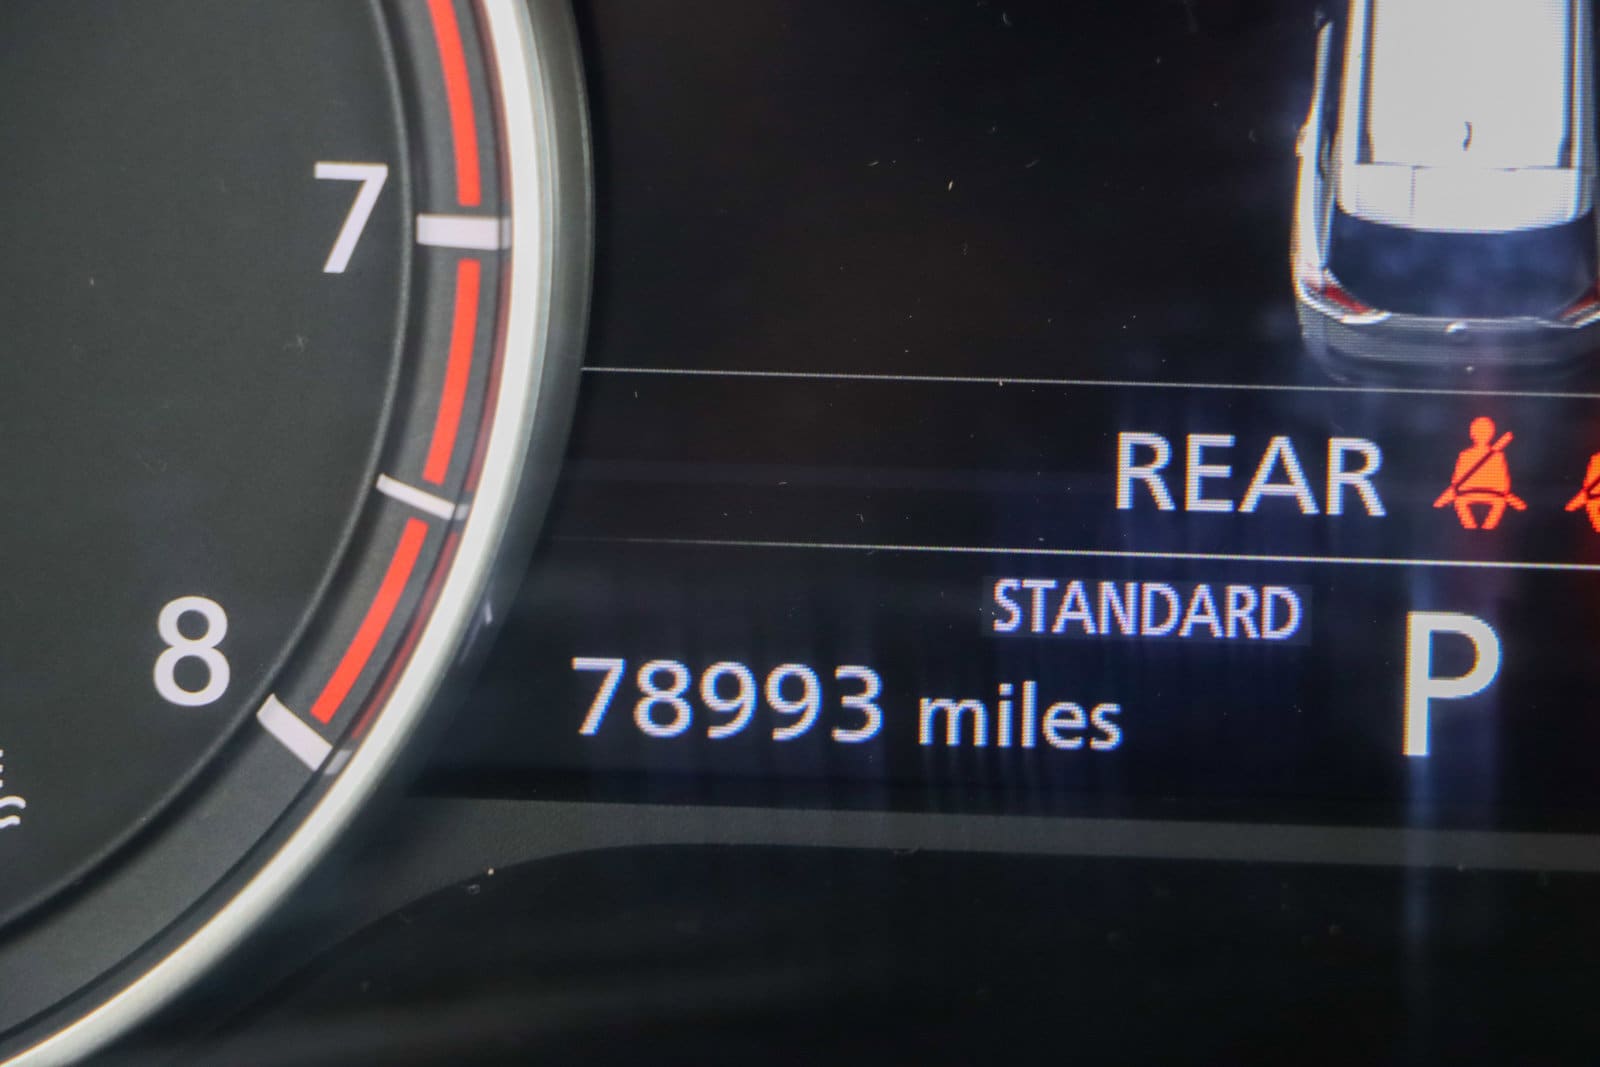 7
REAR
STANDARD
8
78993 miles
P